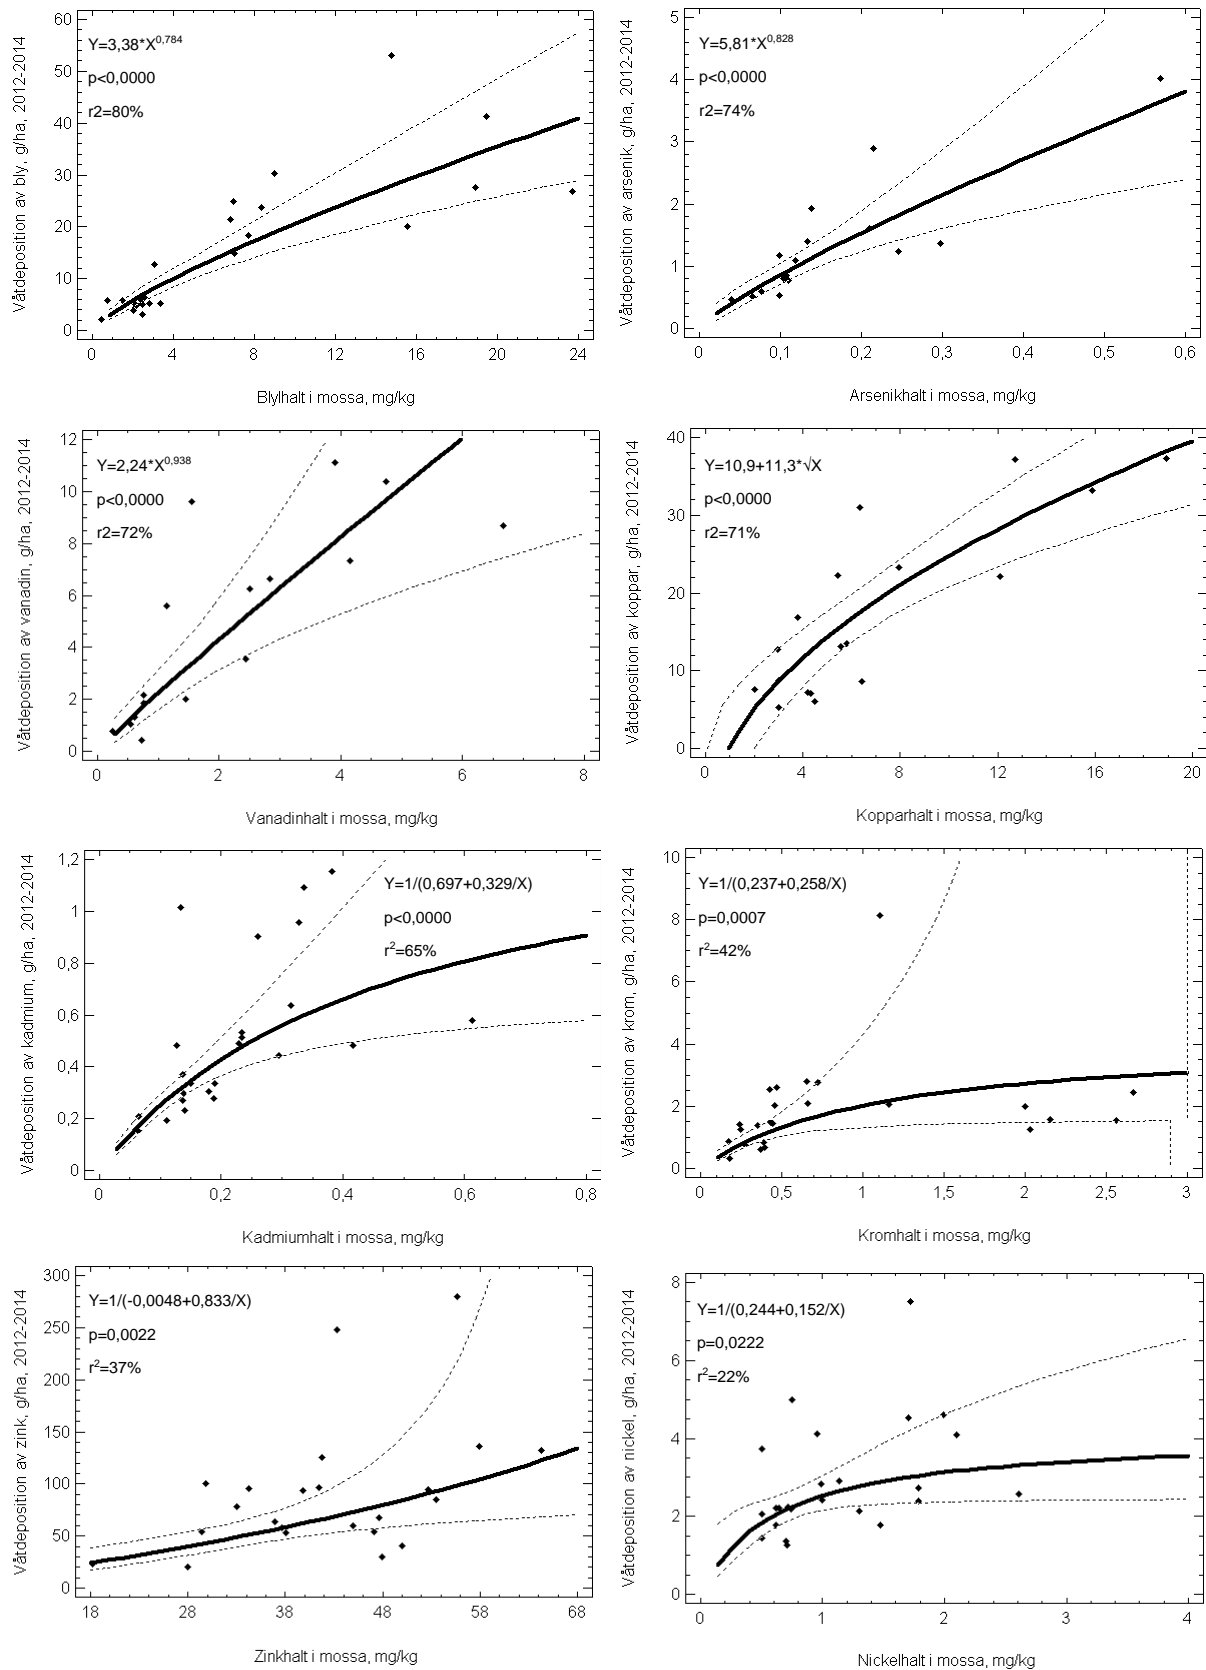 Våtdeposition av bly, g/ha, 2012-2014
60
50
40
30
20
10
0
Y=3,38*X^0,784
p<0,0000
r2=80%
0 4 8 12 16 20 24
Blylhalt i mossa, mg/kg
Våtdeposition av arsenik, g/ha, 2012-2014
5
4
3
2
1
0
Y=5,81*X^0,828
p<0,0000
r2=74%
0 0,1 0,2 0,3 0,4 0,5 0,6
Arsenikhalt i mossa, mg/kg
Våtdeposition av vanadin, g/ha, 2012-2014
12
10
8
6
4
2
0
Y=2,24*X^0,938
p<0,0000
r2=72%
0 2 4 6 8
Vanadinhalt i mossa, mg/kg
Våtdeposition av koppar, g/ha, 2012-2014
40
30
20
10
0
Y=10,9+11,3*√X
p<0,0000
r2=71%
0 4 8 12 16 20
Kopparhalt i mossa, mg/kg
Våtdeposition av kadmium, g/ha, 2012-2014
1,2
1
0,8
0,6
0,4
0,2
0
Y=1/(0,697+0,329/X)
p<0,0000
r²=65%
0 0,2 0,4 0,6 0,8
Kadmiumhalt i mossa, mg/kg
Våtdeposition av krom, g/ha, 2012-2014
10
8
6
4
2
0
Y=1/(0,237+0,258/X)
p=0,0007
r²=42%
0 0,5 1 1,5 2 2,5 3
Kromhalt i mossa, mg/kg
Våtdeposition av zink, g/ha, 2012-2014
300
250
200
150
100
50
0
Y=1/(-0,0048+0,833/X)
p=0,0022
r²=37%
18 28 38 48 58 68
Zinkhalt i mossa, mg/kg
Våtdeposition av nickel, g/ha, 2012-2014
8
6
4
2
0
Y=1/(0,244+0,152/X)
p=0,0222
r²=22%
0 1 2 3 4
Nickelhalt i mossa, mg/kg